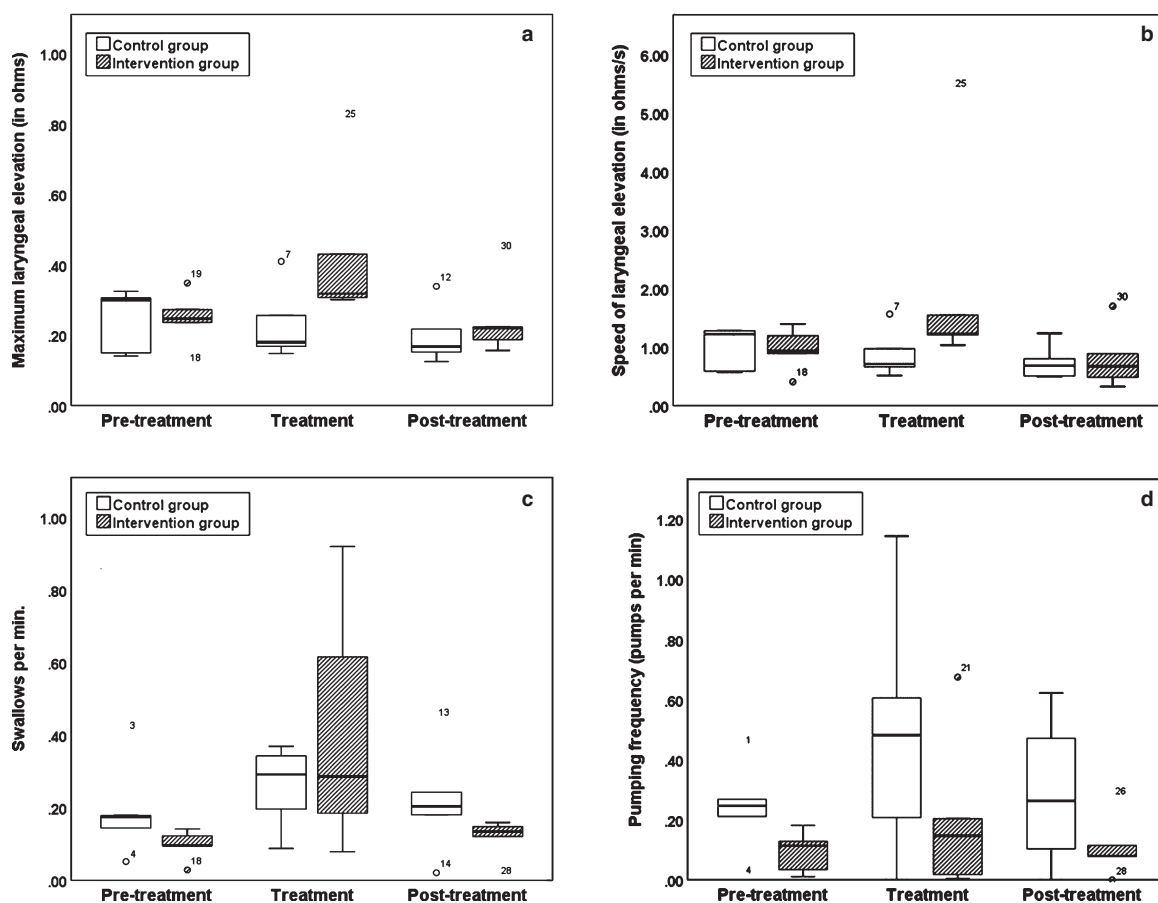 a
Control group
Intervention group
Maximum laryngeal elevation (in ohms)
1.00
.80
.60
.40
.20
.00
25
7
12
30
19
18
Pre-treatment Treatment Post-treatment
b
Control group
Intervention group
Speed of laryngeal elevation (in ohms/s)
6.00
5.00
4.00
3.00
2.00
1.00
.00
25
7
30
18
Pre-treatment Treatment Post-treatment
c
Control group
Intervention group
Swallows per min.
1.00
.80
.60
.40
.20
.00
3
13
4
18
14
28
Pre-treatment Treatment Post-treatment
d
Control group
Intervention group
Pumping frequency (pumps per min)
1.20
1.00
.80
.60
.40
.20
.00
21
1
26
4
28
Pre-treatment Treatment Post-treatment